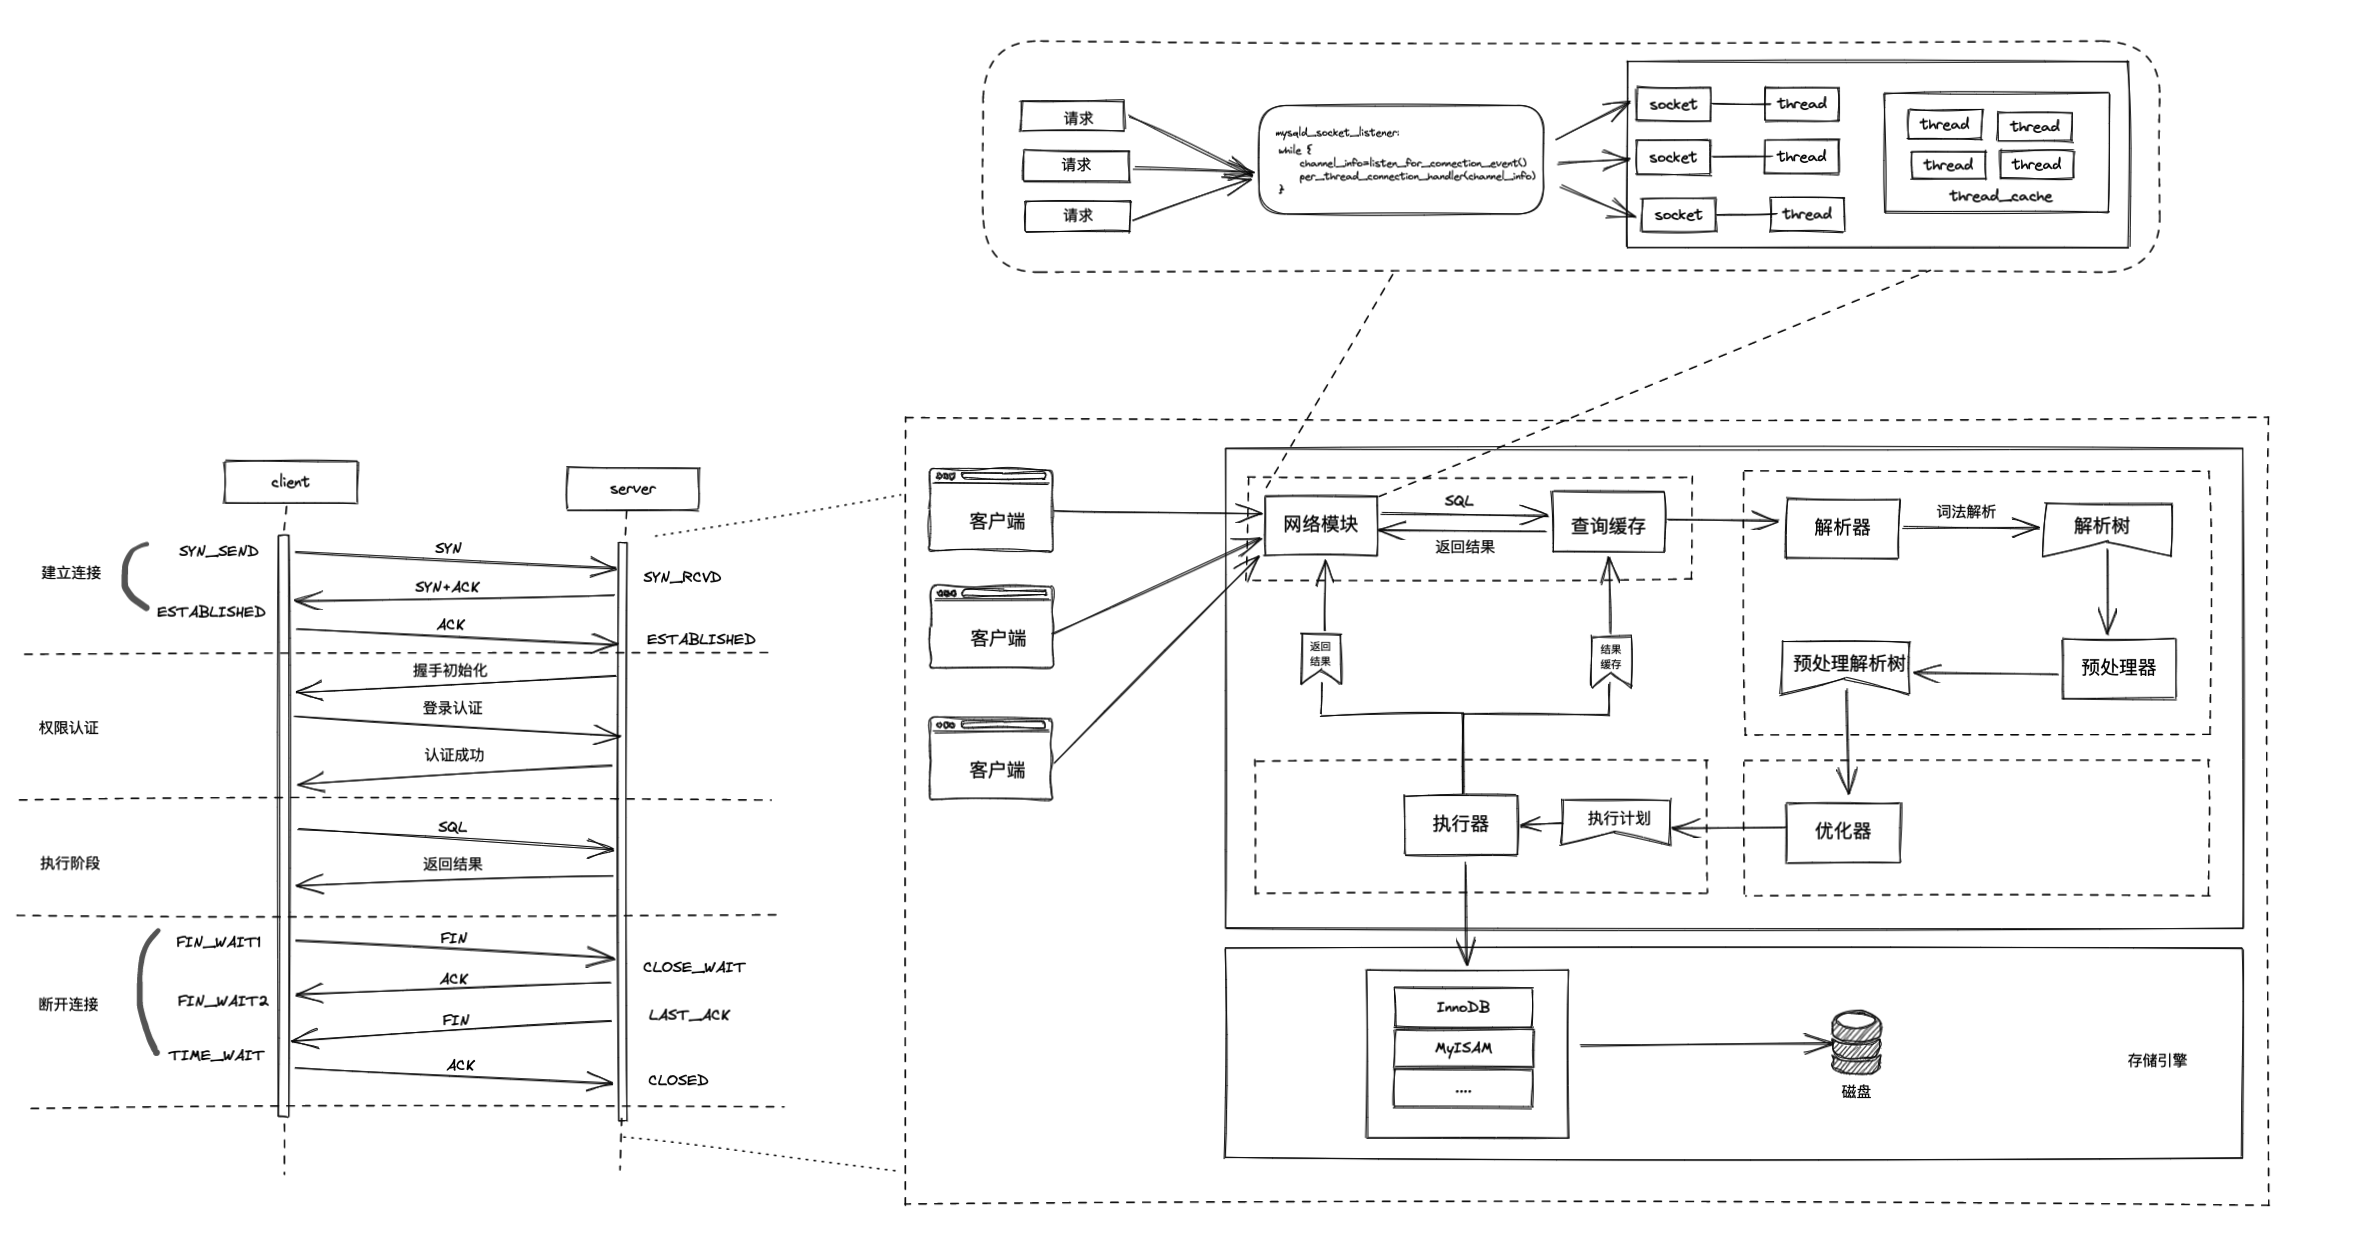 请求
请求
请求
mysqld_socket_listener:
while {
channel_info=listen_for_connection_event()
per_thread_connection_handler(channel_info)
}
socket
thread
socket
thread
socket
thread
thread
thread
thread
thread
thread_cache
client
server
建立连接
SYN_SEND
SYN
SYN_RCVD
SYN+ACK
ESTABLISHED
ACK
ESTABLISHED
握手初始化
权限认证
登录认证
认证成功
执行阶段
SQL
返回结果
断开连接
FIN_WAIT1
FIN
CLOSE_WAIT
ACK
FIN_WAIT2
LAST_ACK
FIN
TIME_WAIT
ACK
CLOSED
客户端
客户端
客户端
网络模块
SQL
返回结果
查询缓存
解析器
词法解析
解析树
预处理器
预处理解析树
返回
结果
结果
缓存
执行器
执行计划
优化器
InnoDB
MyISAM
....
磁盘
存储引擎